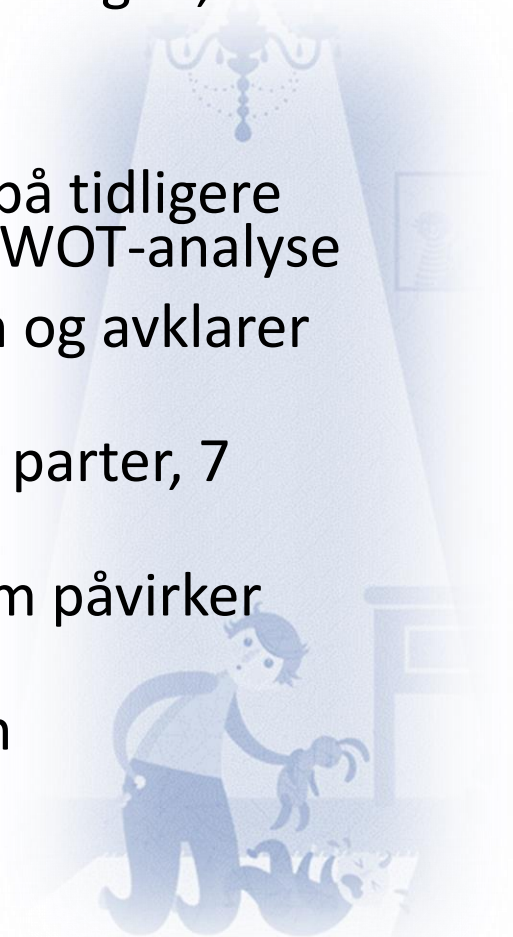 på tidligere
WOT-analyse
og avklarer
parter, 7
m påvirker